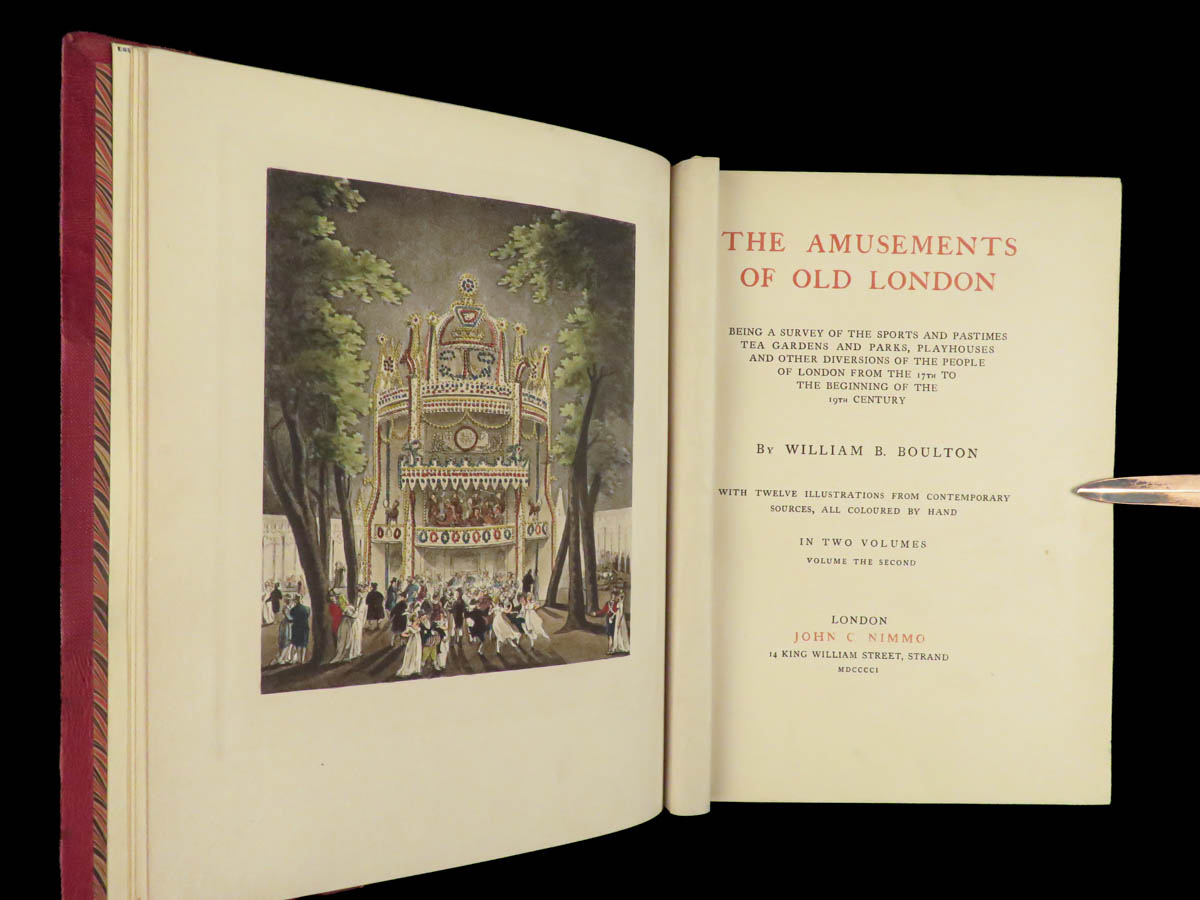 THE AMUSEMENTS
OF OLD LONDON
BEING A SURVEY OF THE SPORTS AND PASTIMES
TEA GARDENS AND PARKS, PLAYHOUSES
AND OTHER DIVERSIONS OF THE PEOPLE
OF LONDON FROM THE 17TH TO
THE BEGINNING OF THE
19TH CENTURY
BY WILLIAM B. BOULTON
WITH TWELVE ILLUSTRATIONS FROM CONTEMPORARY
SOURCES, ALL COLOURED BY HAND
IN TWO VOLUMES
VOLUME THE SECOND
LONDON
JOHN C NIMMO
14 KING WILLIAM STREET, STRAND
MDCCCCI